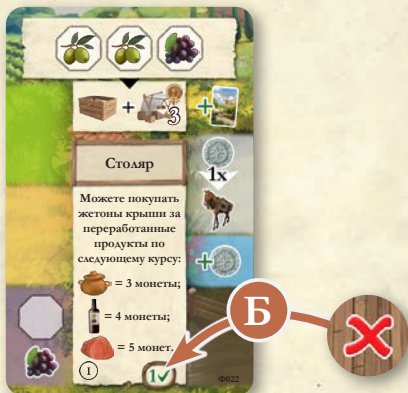 3
Столяр
1x
Можете покупать
жетоны крыши за
переработанные
продукты по
следующему курсу:
= 3 монеты;
= 4 монеты;
= 5 монет.
I
1✓
Ф022
Б